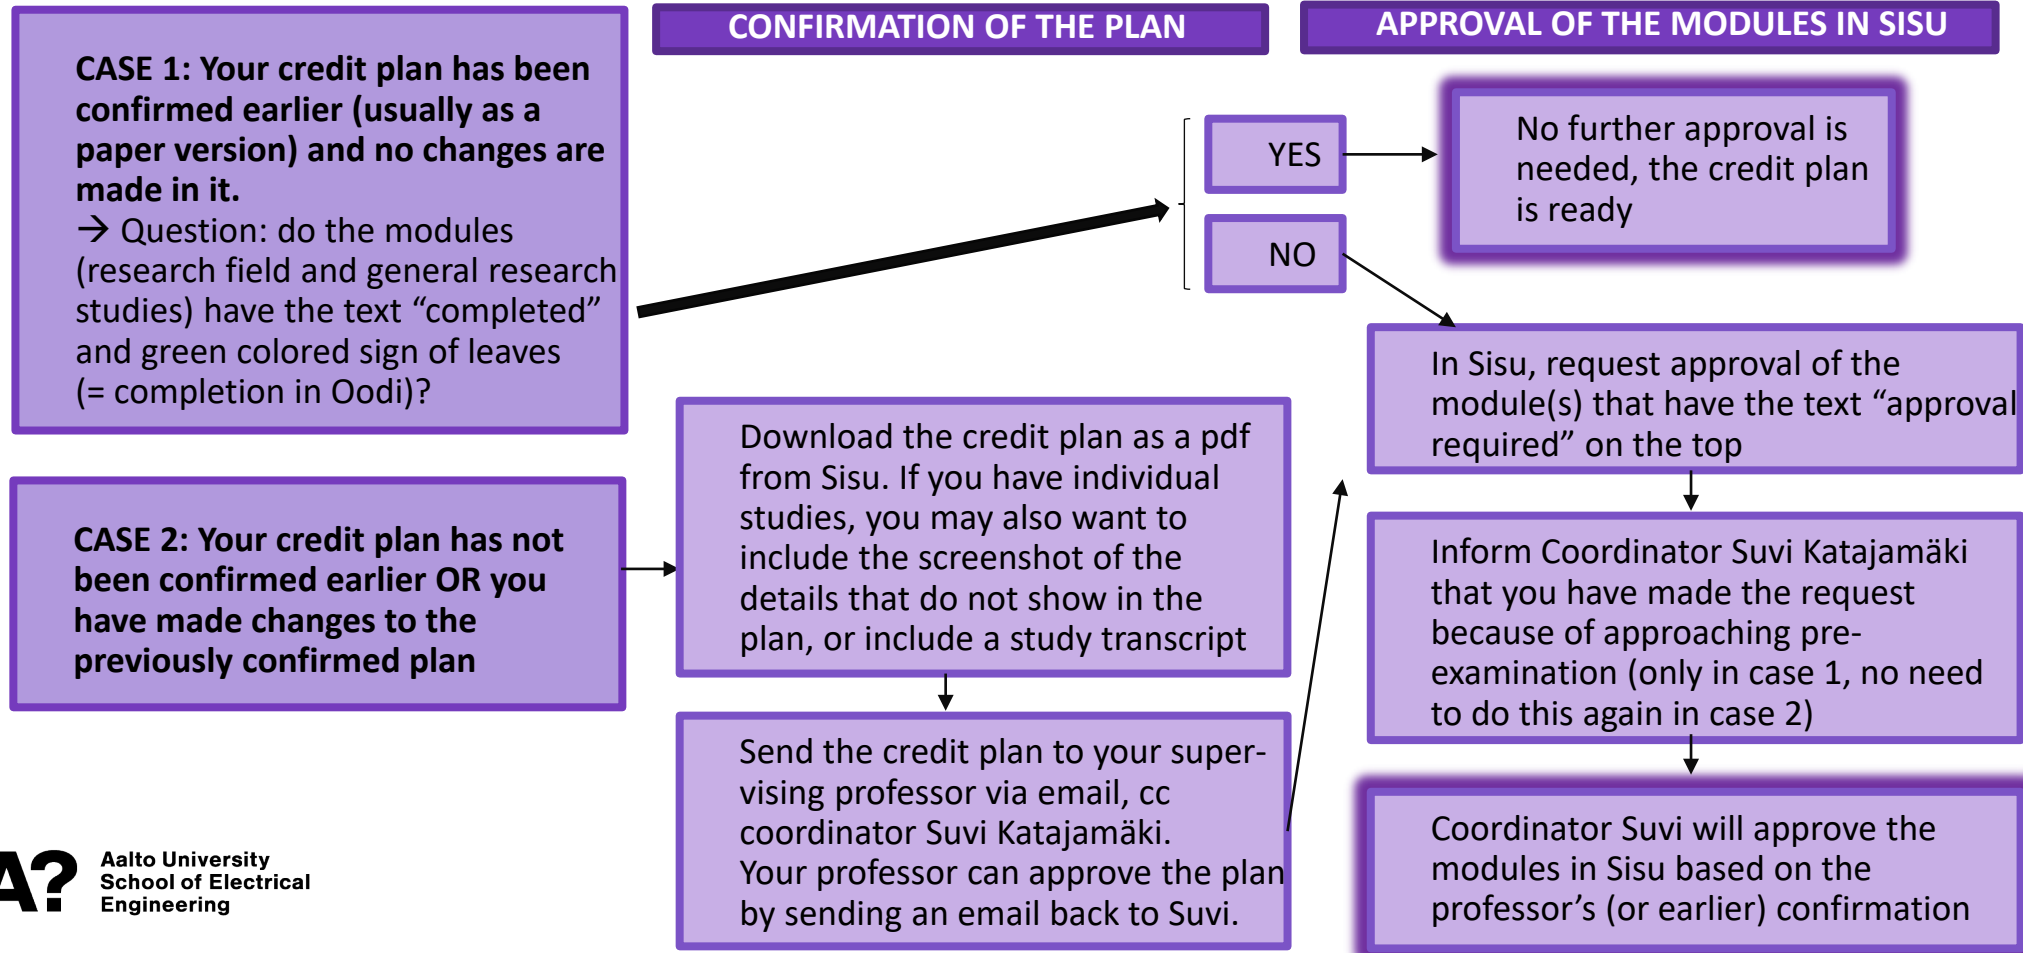 CONFIRMATION OF THE PLAN
APPROVAL OF THE MODULES IN SISU
CASE 1: Your credit plan has been
confirmed earlier (usually as a
paper version) and no changes are
made in it.
→ Question: do the modules
(research field and general research
studies) have the text “completed”
and green colored sign of leaves
(= completion in Oodi)?
YES
No further approval is
needed, the credit plan
is ready
NO
CASE 2: Your credit plan has not
been confirmed earlier OR you
have made changes to the
previously confirmed plan
Download the credit plan as a pdf
from Sisu. If you have individual
studies, you may also want to
include the screenshot of the
details that do not show in the
plan, or include a study transcript
Send the credit plan to your super-
vising professor via email, cc
coordinator Suvi Katajamäki.
Your professor can approve the plan
by sending an email back to Suvi.
In Sisu, request approval of the
module(s) that have the text “approval
required” on the top
Inform Coordinator Suvi Katajamäki
that you have made the request
because of approaching pre-
examination (only in case 1, no need
to do this again in case 2)
Coordinator Suvi will approve the
modules in Sisu based on the
professor’s (or earlier) confirmation
A?
Aalto University
School of Electrical
Engineering